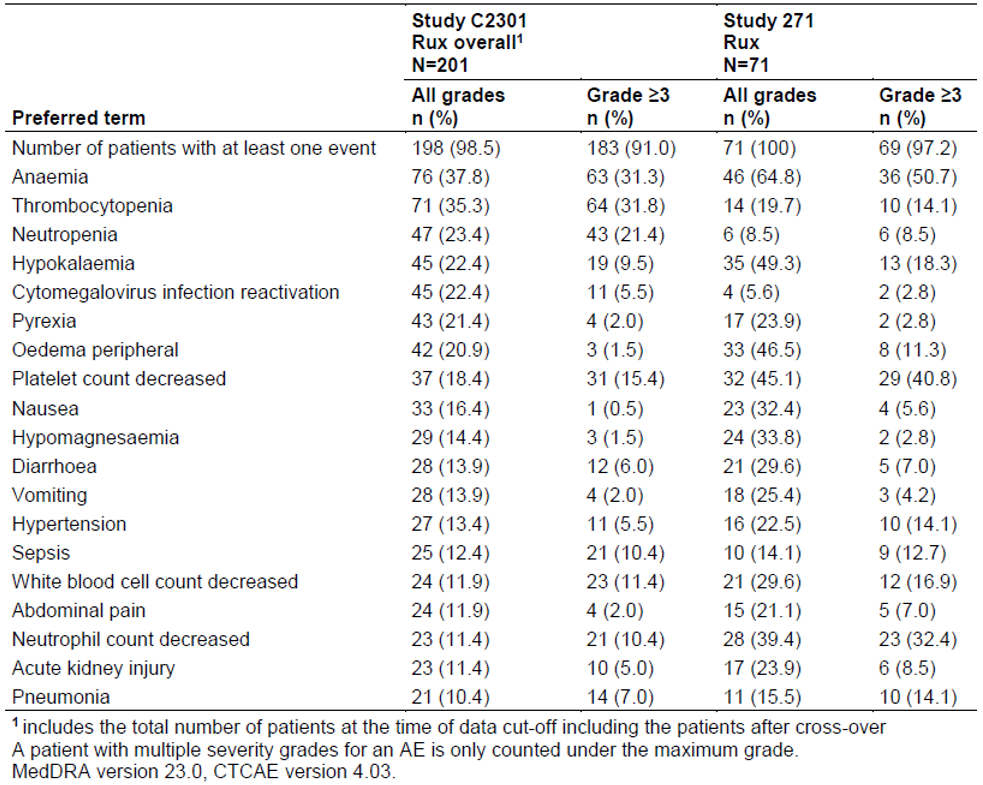 Study C2301 Study 271
Rux overall¹ Rux
N=201 N=71
All grades Grade ≥3 All grades Grade ≥3
Preferred term n (%) n (%) n (%) n (%)
Number of patients with at least one event 198 (98.5) 183 (91.0) 71 (100) 69 (97.2)
Anaemia 76 (37.8) 63 (31.3) 46 (64.8) 36 (50.7)
Thrombocytopenia 71 (35.3) 64 (31.8) 14 (19.7) 10 (14.1)
Neutropenia 47 (23.4) 43 (21.4) 6 (8.5) 6 (8.5)
Hypokalaemia 45 (22.4) 19 (9.5) 35 (49.3) 13 (18.3)
Cytomegalovirus infection reactivation 45 (22.4) 11 (5.5) 4 (5.6) 2 (2.8)
Pyrexia 43 (21.4) 4 (2.0) 17 (23.9) 2 (2.8)
Oedema peripheral 42 (20.9) 3 (1.5) 33 (46.5) 8 (11.3)
Platelet count decreased 37 (18.4) 31 (15.4) 32 (45.1) 29 (40.8)
Nausea 33 (16.4) 1 (0.5) 23 (32.4) 4 (5.6)
Hypomagnesaemia 29 (14.4) 3 (1.5) 24 (33.8) 2 (2.8)
Diarrhoea 28 (13.9) 12 (6.0) 21 (29.6) 5 (7.0)
Vomiting 28 (13.9) 4 (2.0) 18 (25.4) 3 (4.2)
Hypertension 27 (13.4) 11 (5.5) 16 (22.5) 10 (14.1)
Sepsis 25 (12.4) 21 (10.4) 10 (14.1) 9 (12.7)
White blood cell count decreased 24 (11.9) 23 (11.4) 21 (29.6) 12 (16.9)
Abdominal pain 24 (11.9) 4 (2.0) 15 (21.1) 5 (7.0)
Neutrophil count decreased 23 (11.4) 21 (10.4) 28 (39.4) 23 (32.4)
Acute kidney injury 23 (11.4) 10 (5.0) 17 (23.9) 6 (8.5)
Pneumonia 21 (10.4) 14 (7.0) 11 (15.5) 10 (14.1)
¹ includes the total number of patients at the time of data cut-off including the patients after cross-over
A patient with multiple severity grades for an AE is only counted under the maximum grade.
MedDRA version 23.0, CTCAE version 4.03.